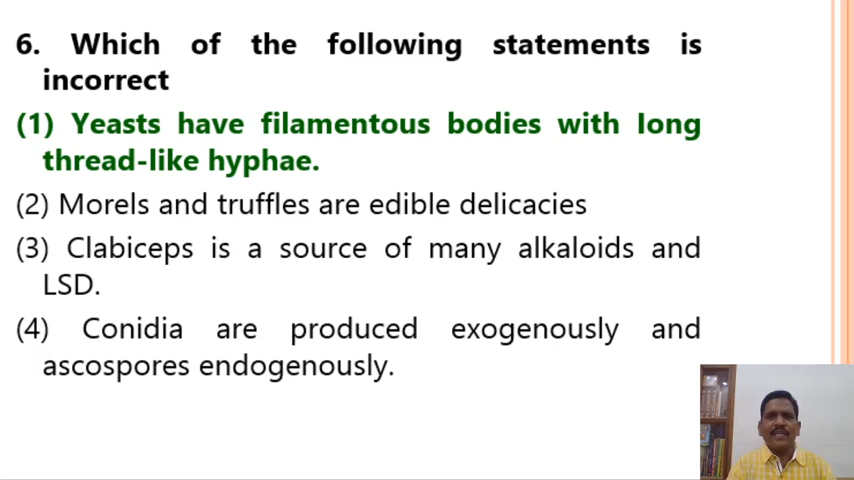 6. Which of the following statements is
incorrect
(1) Yeasts have filamentous bodies with long
thread-like hyphae.
(2) Morels and truffles are edible delicacies
(3) Clabiceps is a source of many alkaloids and
LSD.
(4) Conidia are produced exogenously and
ascospores endogenously.